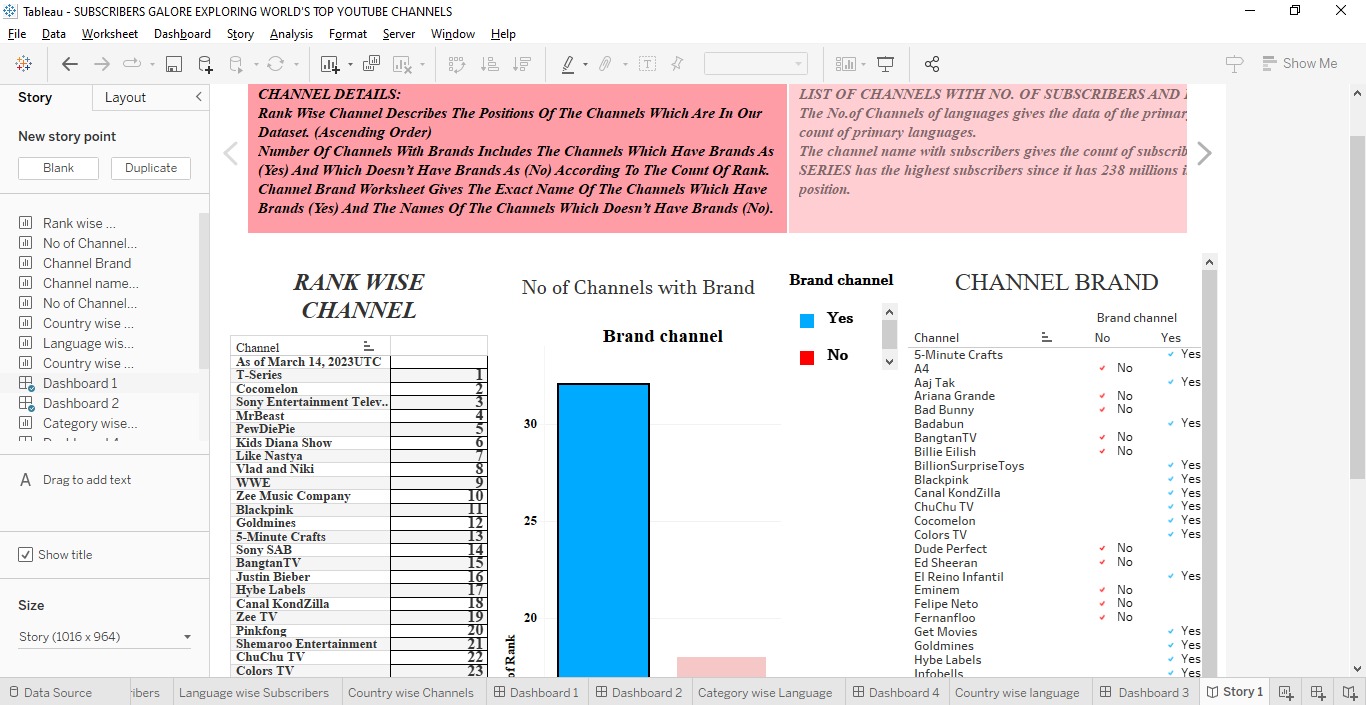 Tableau - SUBSCRIBERS GALORE EXPLORING WORLD'S TOP YOUTUBE CHANNELS
File Data Worksheet Dashboard Story Analysis Format Server Window Help
Show Me
Story Layout
New story point
Blank Duplicate
Rank wise ...
No of Channel...
Channel Brand
Channel name...
No of Channel...
Country wise ...
Language wis...
Country wise ...
Dashboard 1
Dashboard 2
Category wise...
A Drag to add text
Show title
Size
Story (1016 x 964)
CHANNEL DETAILS:
Rank Wise Channel Describes The Positions Of The Channels Which Are In Our
Dataset. (Ascending Order)
Number Of Channels With Brands Includes The Channels Which Have Brands As
(Yes) And Which Doesn't Have Brands As (No) According To The Count Of Rank.
Channel Brand Worksheet Gives The Exact Name Of The Channels Which Have
Brands (Yes) And The Names Of The Channels Which Doesn't Have Brands (No).
LIST OF CHANNELS WITH NO. OF SUBSCRIBERS AND
The No.of Channels of languages gives the data of the primar
count of primary languages.
The channel name with subscribers gives the count of subscrib
SERIES has the highest subscribers since it has 238 millions i
position.
RANK WISE
CHANNEL
Channel
As of March 14, 2023UTC
T-Series 1
Cocomelon 2
Sony Entertainment Telev.. 3
MrBeast 4
PewDiePie 5
Kids Diana Show 6
Like Nastya 7
Vlad and Niki 8
WWE 9
Zee Music Company 10
Blackpink 11
Goldmines 12
5-Minute Crafts 13
Sony SAB 14
BangtanTV 15
Justin Bieber 16
Hybe Labels 17
Canal KondZilla 18
Zee TV 19
Pinkfong 20
Shemaroo Entertainment 21
ChuChu TV 22
Colors TV 23
No of Channels with Brand
Brand channel
30
25
20
of Rank
Brand channel
Yes
No
CHANNEL BRAND
Brand channel
Channel No Yes
5-Minute Crafts Yes
A4 No
Aaj Tak Yes
Ariana Grande No
Bad Bunny No
Badabun Yes
BangtanTV No
Billie Eilish No
BillionSurpriseToys Yes
Blackpink Yes
Canal KondZilla Yes
ChuChu TV Yes
Cocomelon Yes
Colors TV Yes
Dude Perfect No
Ed Sheeran No
El Reino Infantil Yes
Eminem No
Felipe Neto No
Fernanfloo No
Get Movies Yes
Goldmines Yes
Hybe Labels Yes
Infobells Yes
Data Source ribers Language wise Subscribers Country wise Channels Dashboard 1 Dashboard 2 Category wise Language Dashboard 4 Country wise language Dashboard 3 Story 1